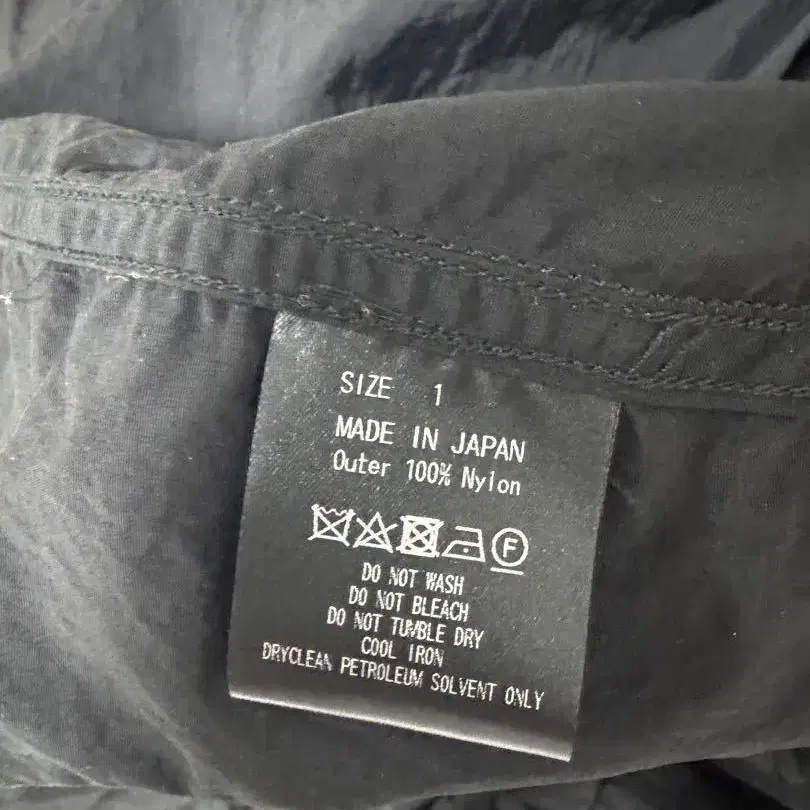 SIZE 1
MADE IN JAPAN
Outer 100% Nylon
F
DO NOT WASH
DO NOT BLEACH
DO NOT TUMBLE DRY
COOL IRON
DRYCLEAN PETROLEUM SOLVENT ONLY